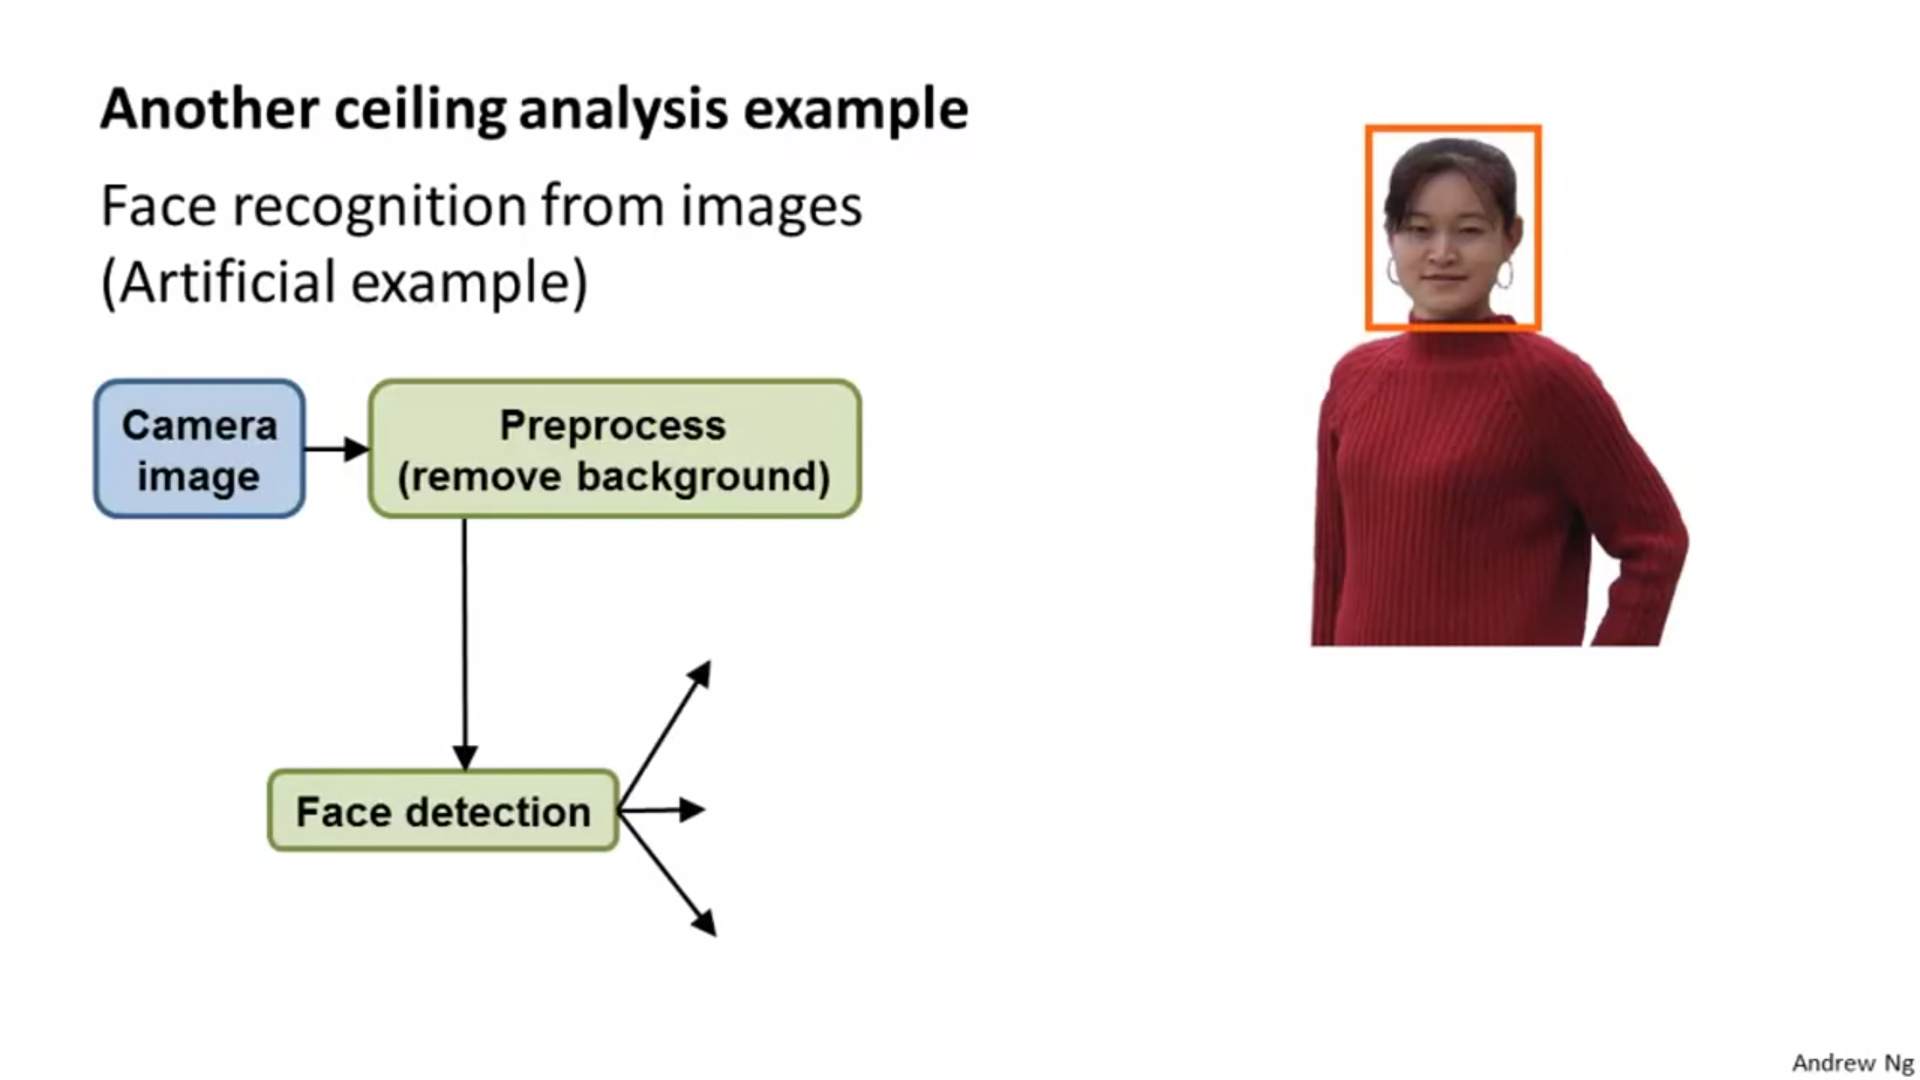 Another ceiling analysis example
Face recognition from images
(Artificial example)
Camera
image
Preprocess
(remove background)
Face detection
Andrew Ng